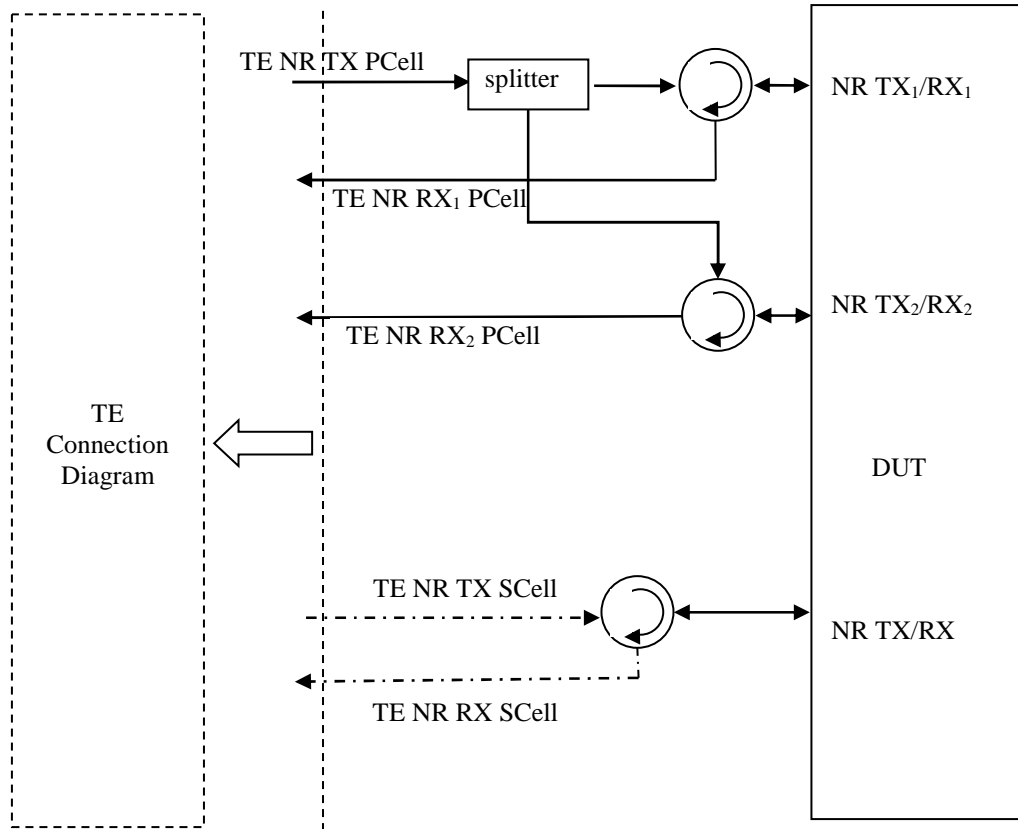 TE NR TX PCell
splitter
NR TX₁/RX₁
TE NR RX₁ PCell
NR TX₂/RX₂
TE NR RX₂ PCell
TE
Connection
Diagram
DUT
TE NR TX SCell
NR TX/RX
TE NR RX SCell